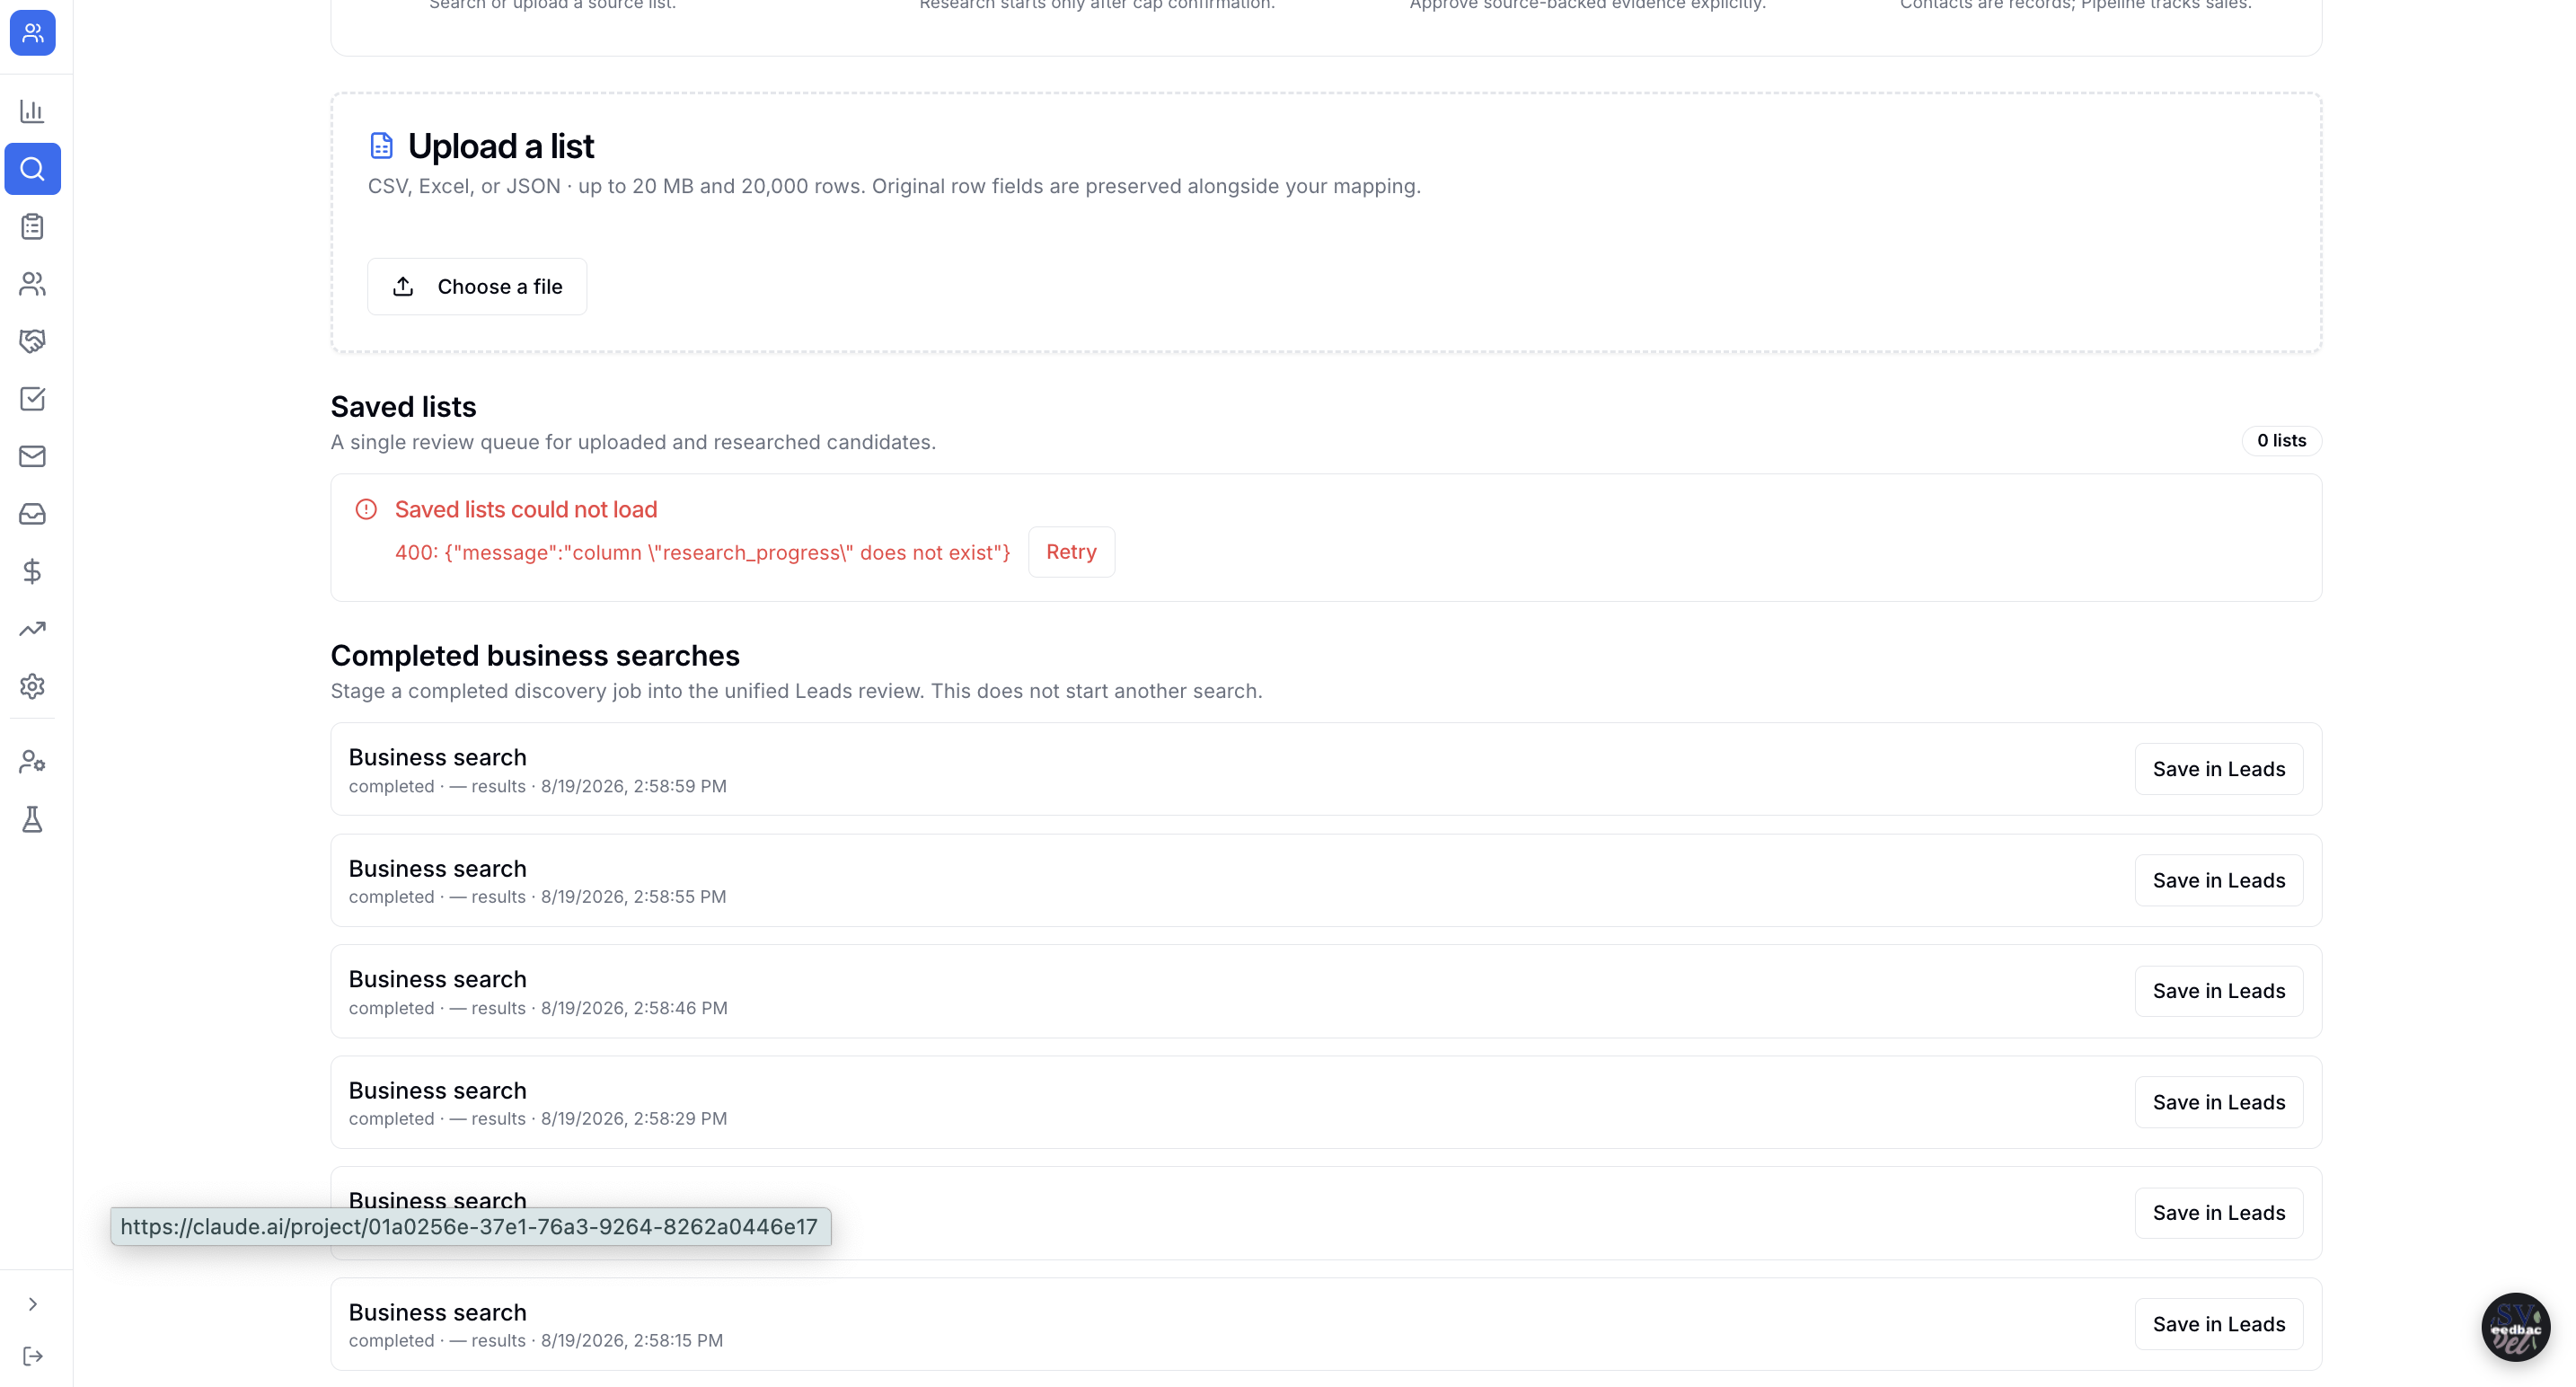 Search or upload a source list.
Research starts only after cap confirmation.
Approve source-backed evidence explicitly.
Contacts are records; Pipeline tracks sales.
Upload a list
CSV, Excel, or JSON · up to 20 MB and 20,000 rows. Original row fields are preserved alongside your mapping.
Choose a file
Saved lists
A single review queue for uploaded and researched candidates.
0 lists
Saved lists could not load
400: {"message":"column \"research_progress\" does not exist"}
Retry
Completed business searches
Stage a completed discovery job into the unified Leads review. This does not start another search.
Business search
completed · — results · 8/19/2026, 2:58:59 PM
Save in Leads
Business search
completed · — results · 8/19/2026, 2:58:55 PM
Save in Leads
Business search
completed · — results · 8/19/2026, 2:58:46 PM
Save in Leads
Business search
completed · — results · 8/19/2026, 2:58:29 PM
Save in Leads
Business search
https://claude.ai/project/01a0256e-37e1-76a3-9264-8262a0446e17
Save in Leads
Business search
completed · — results · 8/19/2026, 2:58:15 PM
Save in Leads
SV
eedbac
vel